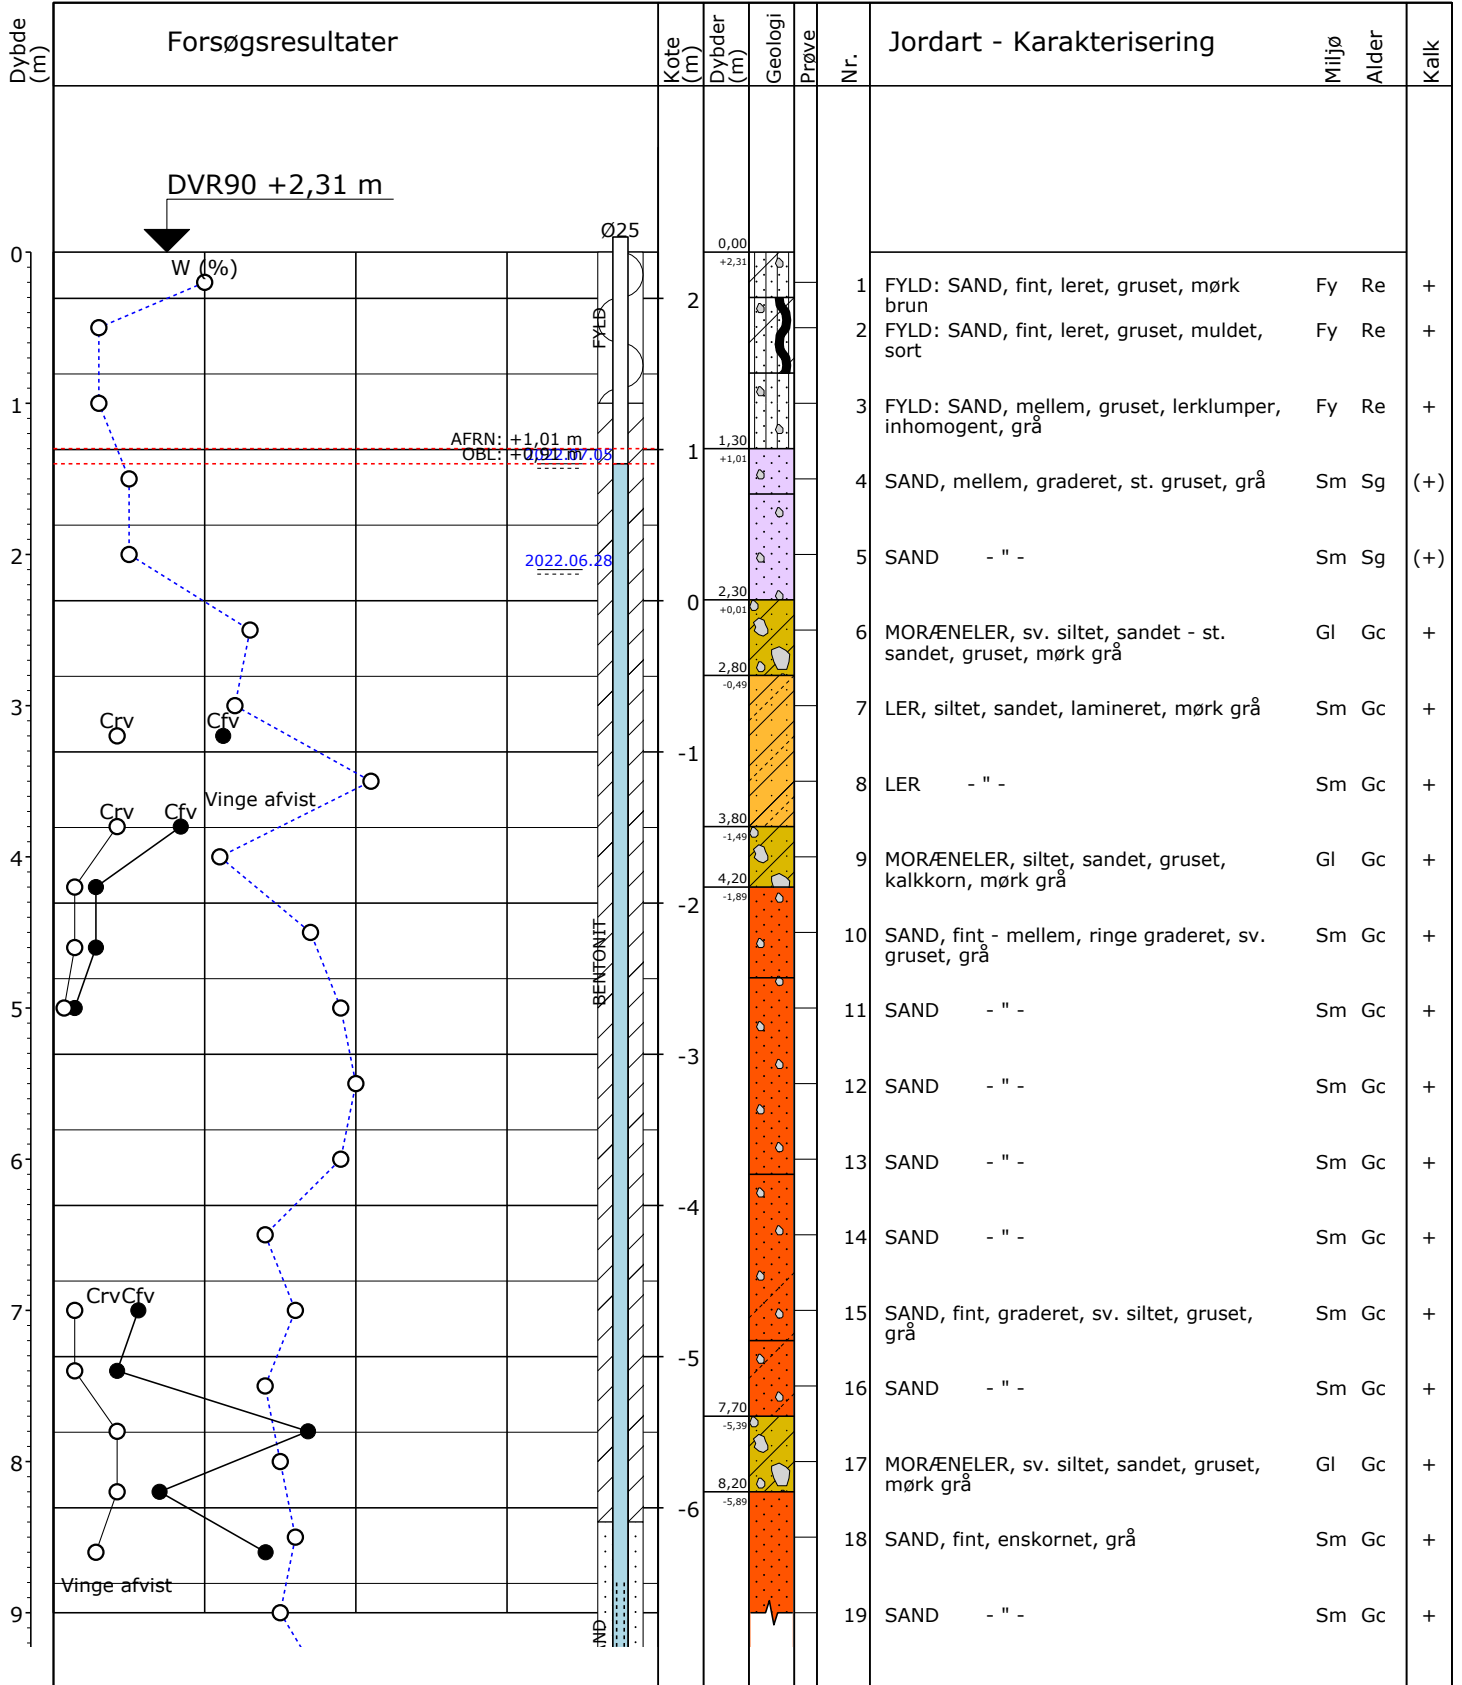 Dybde (m)
Forsøgsresultater
Kote (m)
Dybder (m)
Geologi
Prøve
Nr.
Jordart - Karakterisering
Miljø
Alder
Kalk
DVR90 +2,31 m
Ø25
W (%)
0
1
2
3
4
5
6
7
8
9
FYLD
BENTONIT
AFRN: +1,01 m
OBL: +0,91 m
2022.07.05
2022.06.28
Crv Cfv
Vinge afvist
Crv Cfv
Crv Cfv
Vinge afvist
2
1
0
-1
-2
-3
-4
-5
-6
0,00
+2,31
1,30
+1,01
2,30
+0,01
2,80
-0,49
3,80
-1,49
4,20
-1,89
7,70
-5,39
8,20
-5,89
1 FYLD: SAND, fint, leret, gruset, mørk Fy Re +
brun
2 FYLD: SAND, fint, leret, gruset, muldet, Fy Re +
sort
3 FYLD: SAND, mellem, gruset, lerklumper, Fy Re +
inhomogent, grå
4 SAND, mellem, graderet, st. gruset, grå Sm Sg (+)
5 SAND - " - Sm Sg (+)
6 MORÆNELER, sv. siltet, sandet - st. Gl Gc +
sandet, gruset, mørk grå
7 LER, siltet, sandet, lamineret, mørk grå Sm Gc +
8 LER - " - Sm Gc +
9 MORÆNELER, siltet, sandet, gruset, Gl Gc +
kalkkorn, mørk grå
10 SAND, fint - mellem, ringe graderet, sv. Sm Gc +
gruset, grå
11 SAND - " - Sm Gc +
12 SAND - " - Sm Gc +
13 SAND - " - Sm Gc +
14 SAND - " - Sm Gc +
15 SAND, fint, graderet, sv. siltet, gruset, Sm Gc +
grå
16 SAND - " - Sm Gc +
17 MORÆNELER, sv. siltet, sandet, gruset, Gl Gc +
mørk grå
18 SAND, fint, enskornet, grå Sm Gc +
19 SAND - " - Sm Gc +